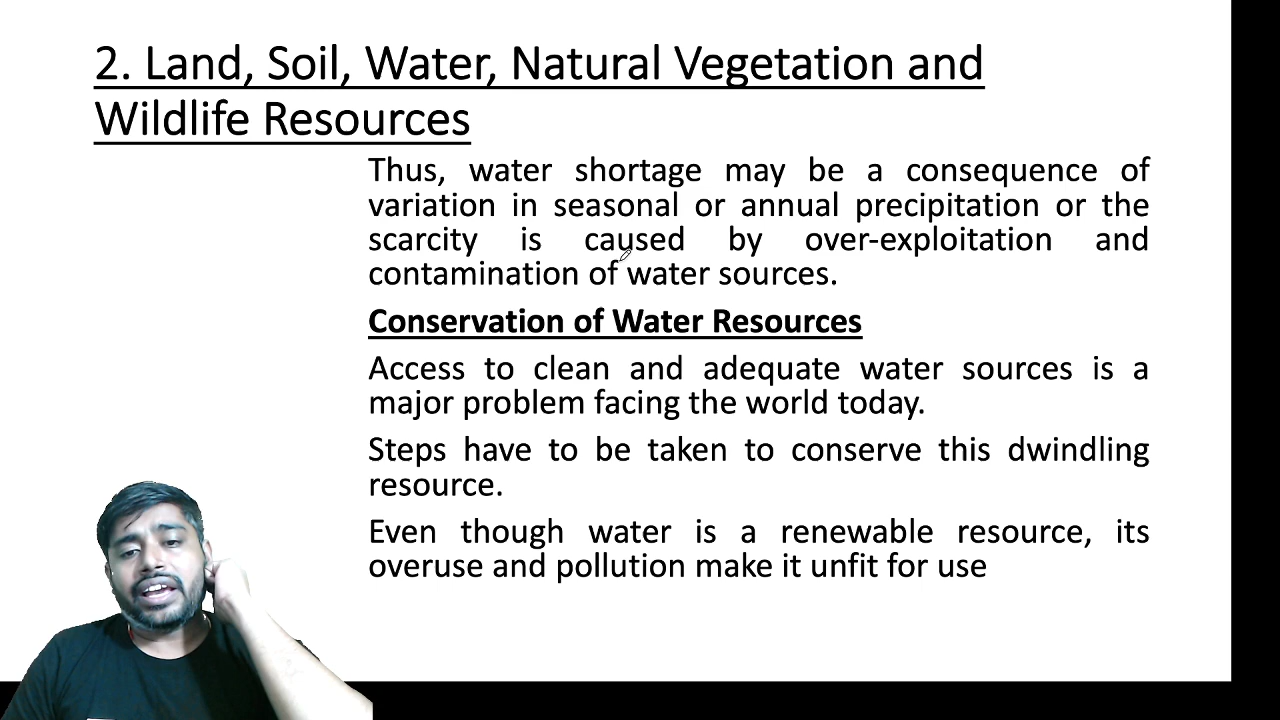 2. Land, Soil, Water, Natural Vegetation and
Wildlife Resources
Thus, water shortage may be a consequence of
variation in seasonal or annual precipitation or the
scarcity is caused by over-exploitation and
contamination of water sources.
Conservation of Water Resources
Access to clean and adequate water sources is a
major problem facing the world today.
Steps have to be taken to conserve this dwindling
resource.
Even though water is a renewable resource, its
overuse and pollution make it unfit for use